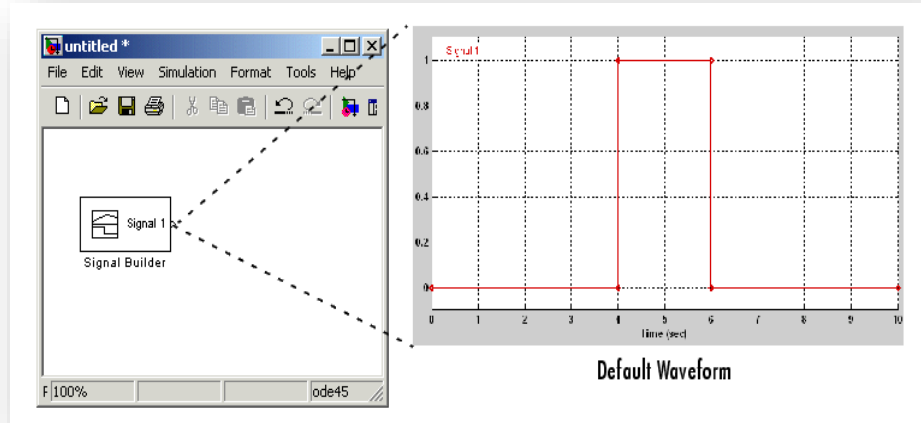 untitled *
File Edit View Simulation Format Tools Help
Signal 1
Signal Builder
F 100% ode45
Signal 1
1
0.8
0.6
0.4
0.2
0
0 1 2 3 4 5 6 7 8 9 10
Time (sec)
Default Waveform